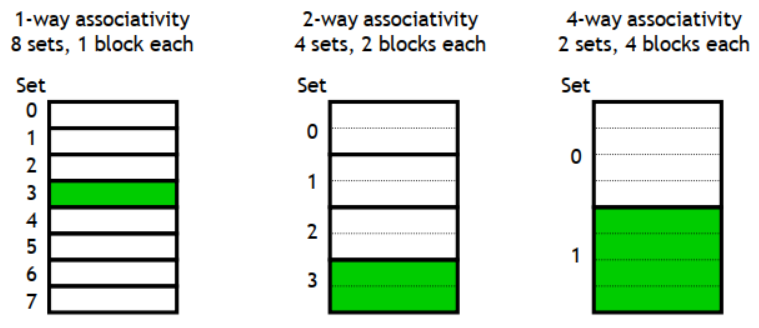 1-way associativity
8 sets, 1 block each
Set
0
1
2
3
4
5
6
7
2-way associativity
4 sets, 2 blocks each
Set
0
1
2
3
4-way associativity
2 sets, 4 blocks each
Set
0
1